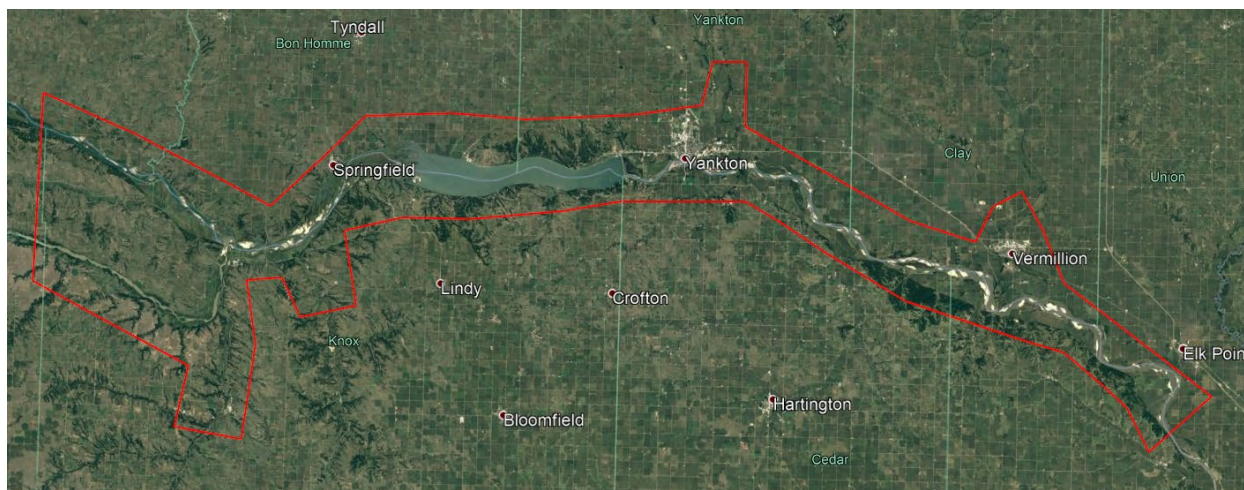 Tyndall
Yankton
Bon Homme
Clay
Springfield
Yankton
Union
Vermillion
Lindy
Crofton
Knox
Elk Poin
Bloomfield
Hartington
Cedar